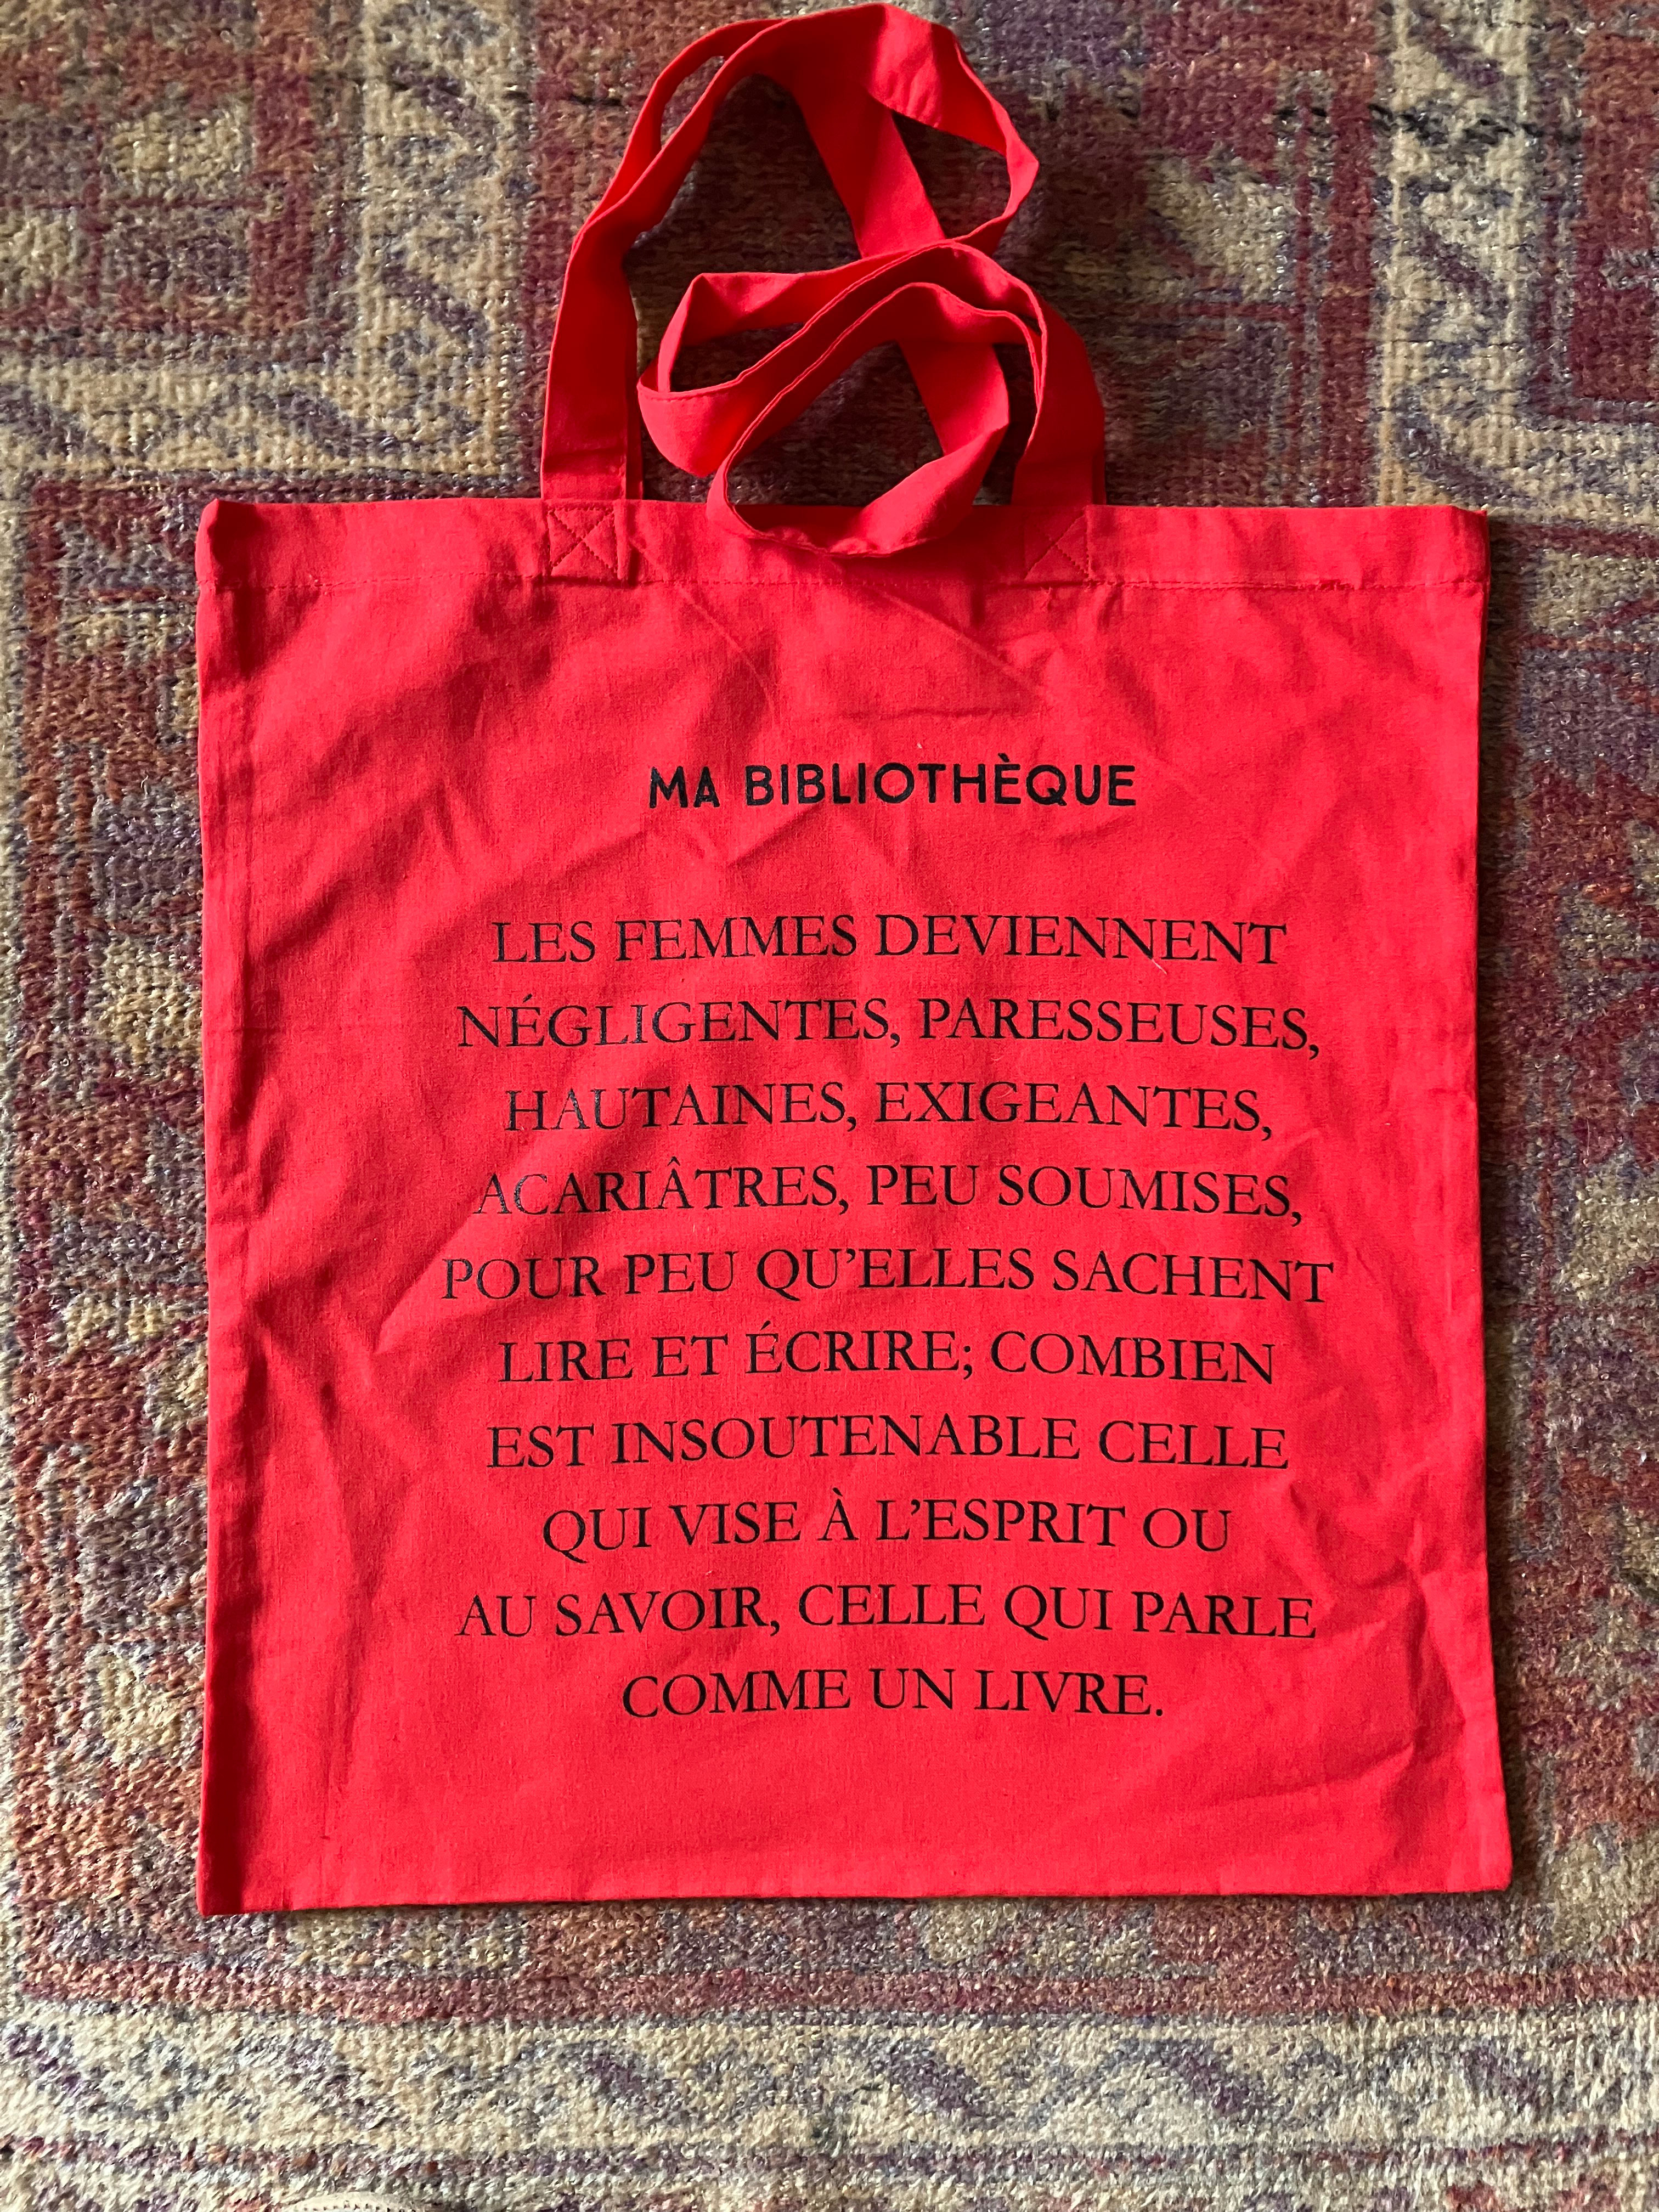 MA BIBLIOTHÈQUE
LES FEMMES DEVIENNENT
NÉGLIGENTES, PARESSEUSES,
HAUTAINES, EXIGEANTES,
ACARIÂTRES, PEU SOUMISES,
POUR PEU QU’ELLES SACHENT
LIRE ET ÉCRIRE; COMBIEN
EST INSOUTENABLE CELLE
QUI VISE À L’ESPRIT OU
AU SAVOIR, CELLE QUI PARLE
COMME UN LIVRE.